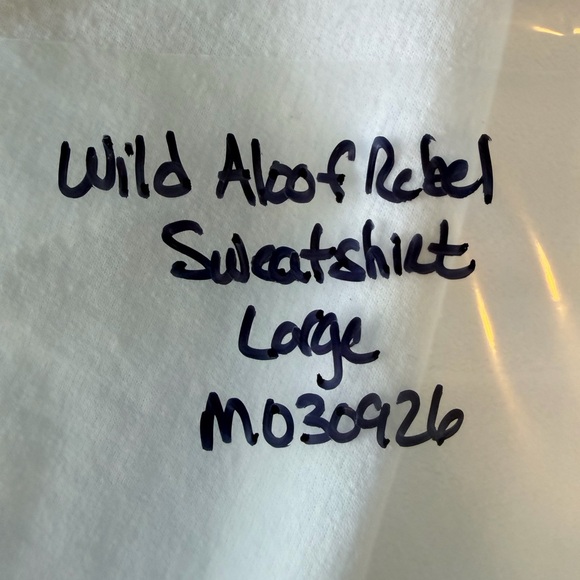 Wild Aloof Rebel
Sweatshirt
Large
M030926